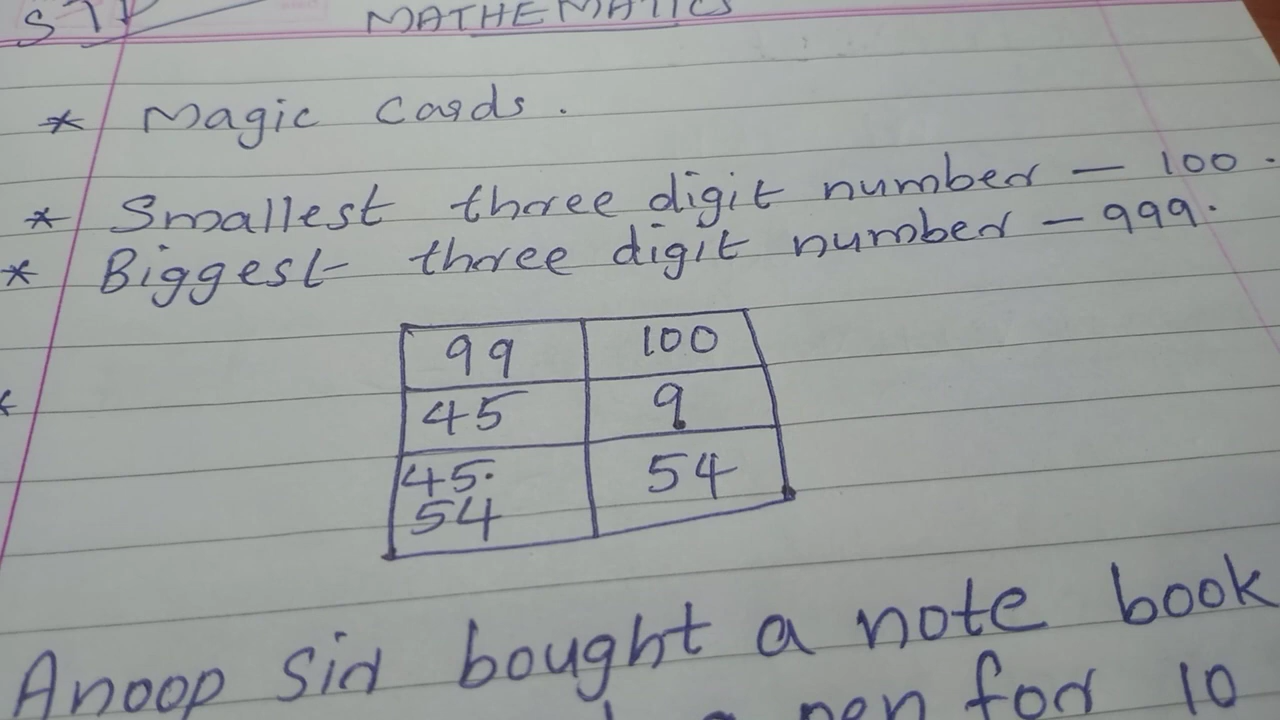 MATHEMATICS
* Magic Cards.
* Smallest three digit number - 100.
* Biggest three digit number - 999.
99 100
45 9
45. 54
54
Anoop Sir bought a note book
a pen for 10